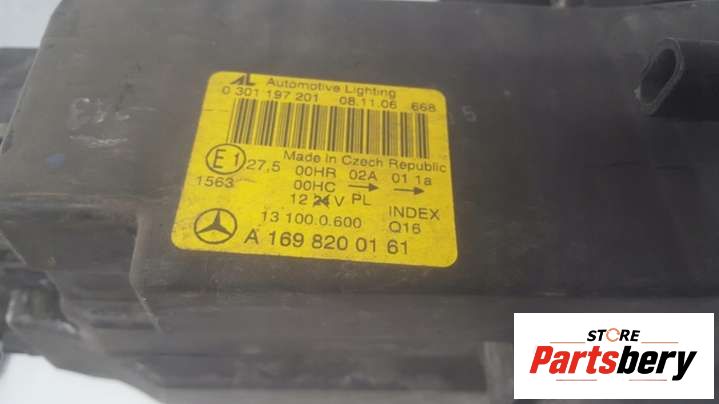 AL Automotive Lighting
0 301 197 201 08.11.06 668
Made in Czech Republic
E1 27,5 00HR 02A 01 1a
1563 00HC → →
12 24V PL
13 100.0.600 INDEX
Q16
A 169 820 01 61
STORE
Partsbery